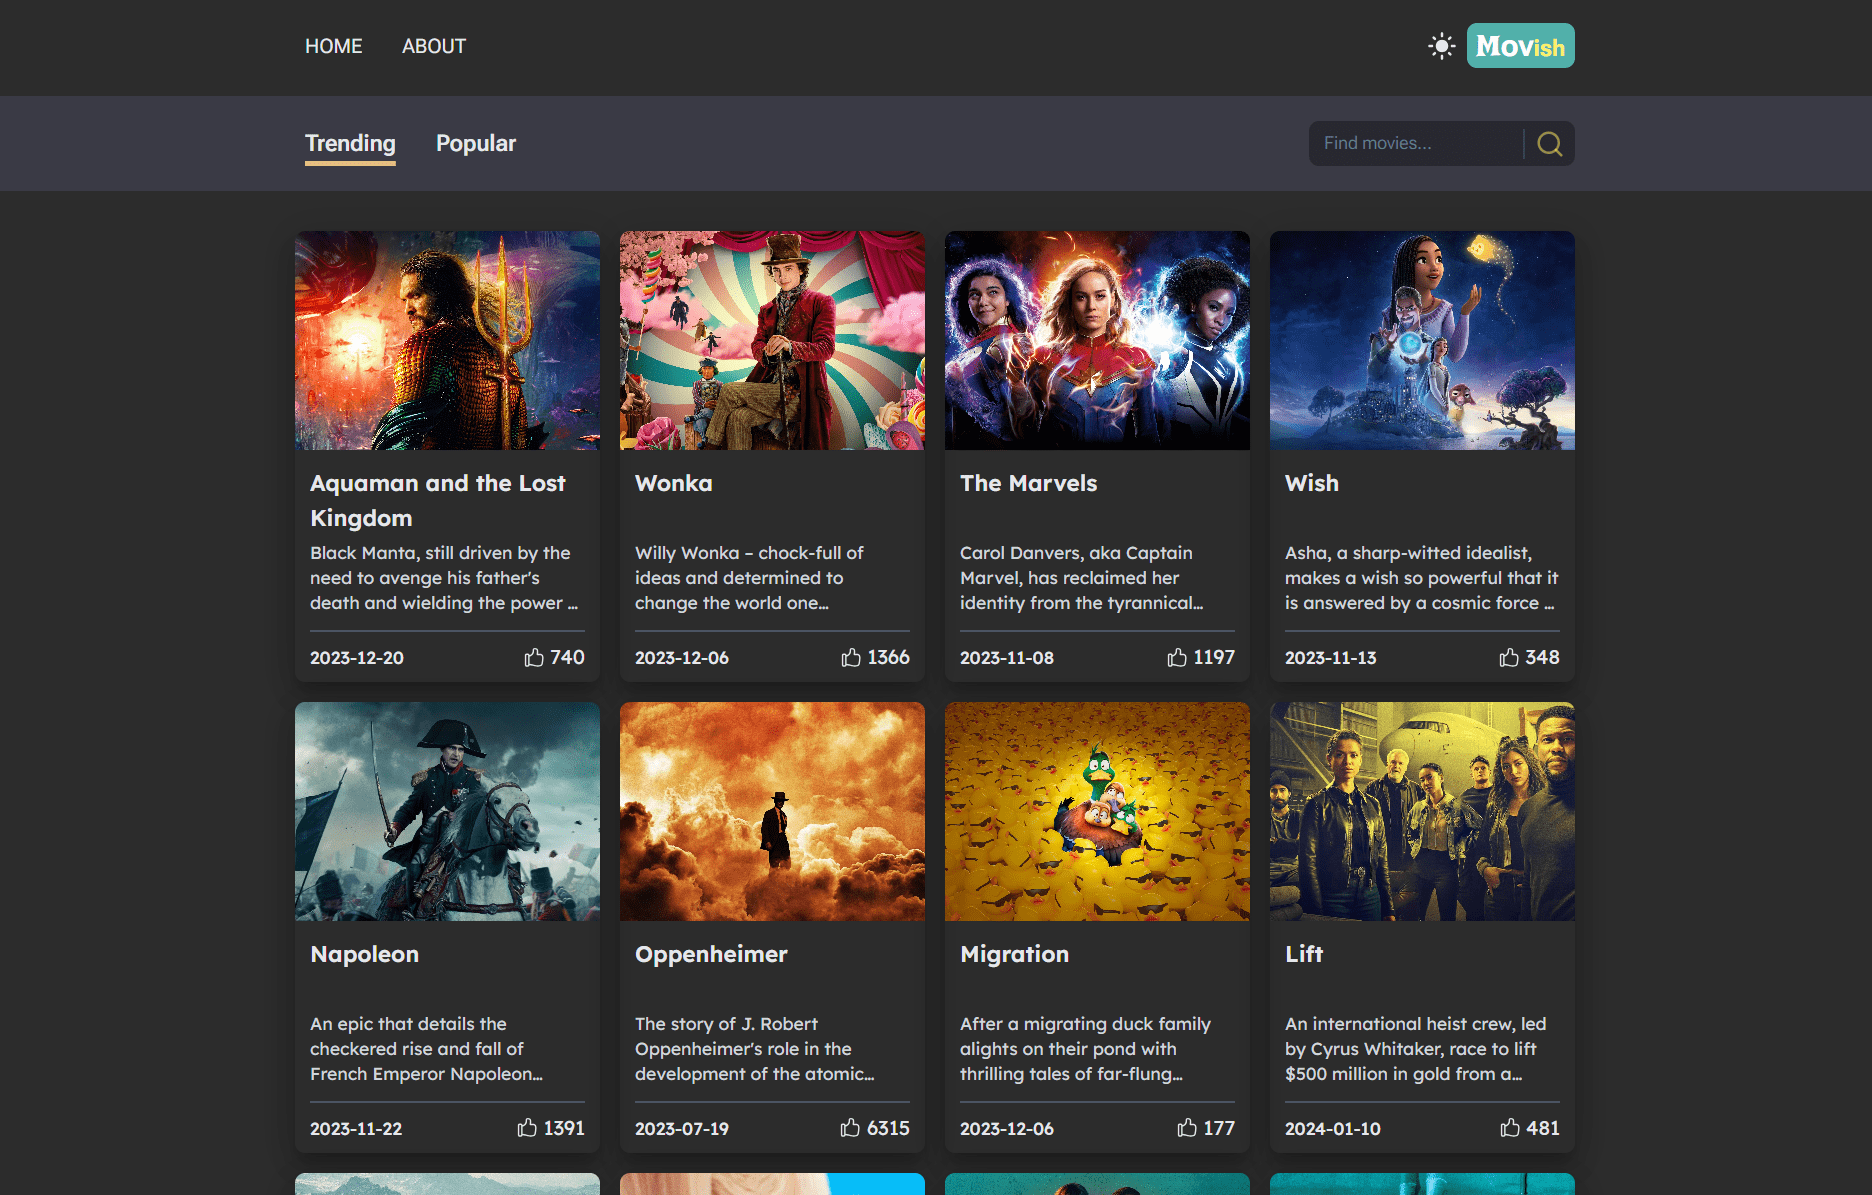 HOME ABOUT Movish
Trending Popular Find movies...
Aquaman and the Lost
Kingdom
Black Manta, still driven by the
need to avenge his father's
death and wielding the power ...
2023-12-20 740
Wonka
Willy Wonka – chock-full of
ideas and determined to
change the world one...
2023-12-06 1366
The Marvels
Carol Danvers, aka Captain
Marvel, has reclaimed her
identity from the tyrannical...
2023-11-08 1197
Wish
Asha, a sharp-witted idealist,
makes a wish so powerful that it
is answered by a cosmic force ...
2023-11-13 348
Napoleon
An epic that details the
checkered rise and fall of
French Emperor Napoleon...
2023-11-22 1391
Oppenheimer
The story of J. Robert
Oppenheimer's role in the
development of the atomic...
2023-07-19 6315
Migration
After a migrating duck family
alights on their pond with
thrilling tales of far-flung...
2023-12-06 177
Lift
An international heist crew, led
by Cyrus Whitaker, race to lift
$500 million in gold from a...
2024-01-10 481